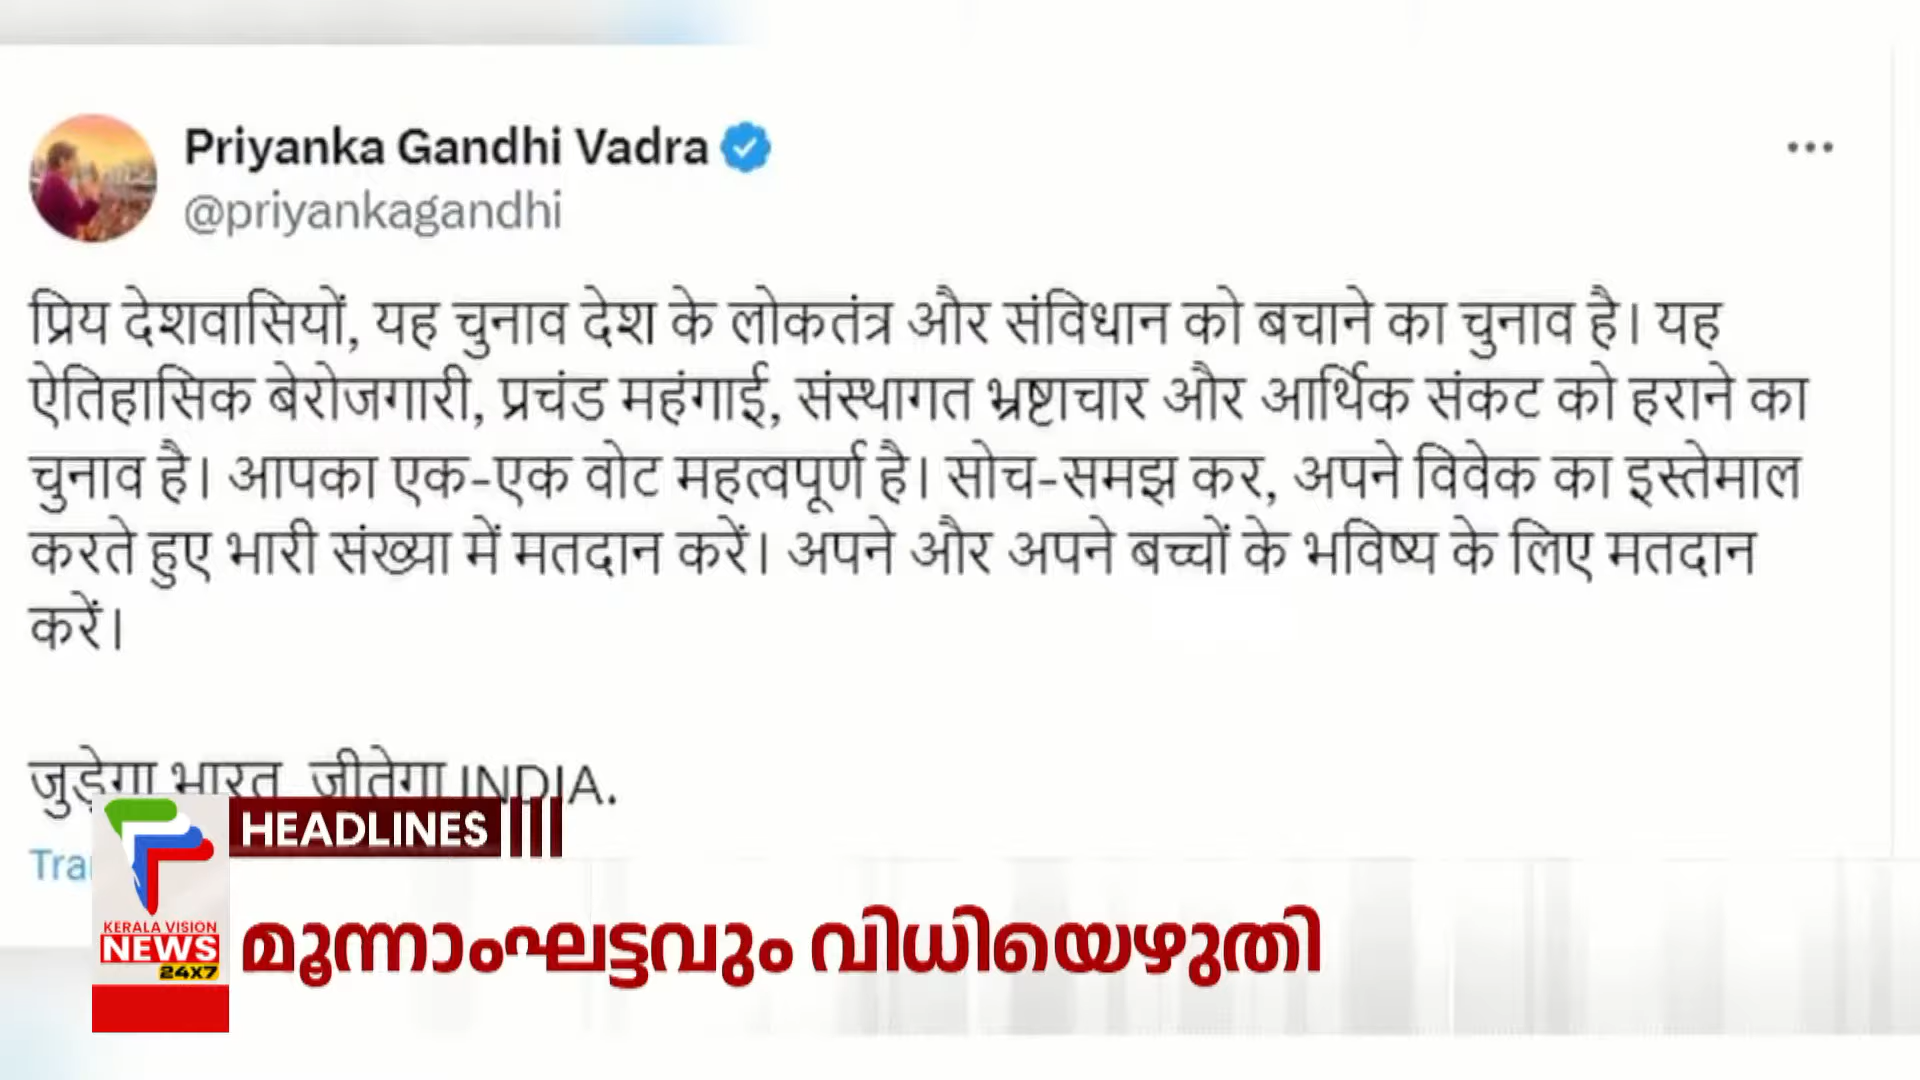 Priyanka Gandhi Vadra
@priyankagandhi
प्रिय देशवासियों, यह चुनाव देश के लोकतंत्र और संविधान को बचाने का चुनाव है। यह
ऐतिहासिक बेरोजगारी, प्रचंड महंगाई, संस्थागत भ्रष्टाचार और आर्थिक संकट को हराने का
चुनाव है। आपका एक-एक वोट महत्वपूर्ण है। सोच-समझ कर, अपने विवेक का इस्तेमाल
करते हुए भारी संख्या में मतदान करें। अपने और अपने बच्चों के भविष्य के लिए मतदान
करें।
जुड़ेगा भारत, जीतेगा INDIA.
HEADLINES
KERALA VISION
NEWS
24X7
മൂന്നാംഘട്ടവും വിധിയെഴുതി